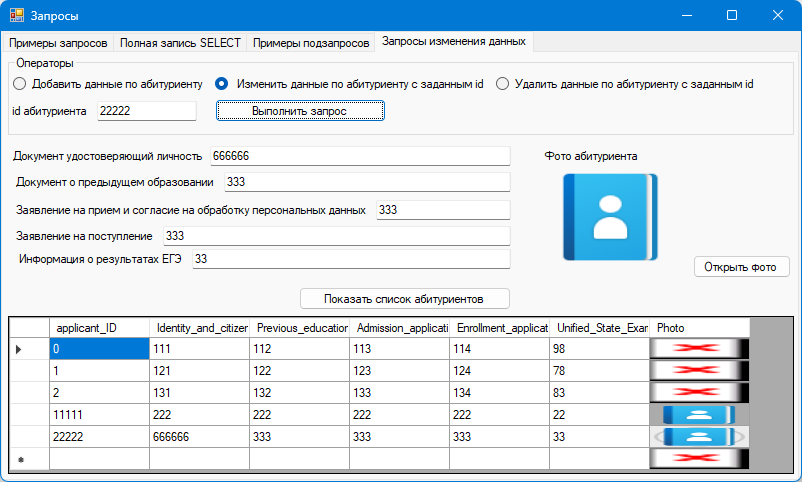 Запросы
Примеры запросов Полная запись SELECT Примеры подзапросов Запросы изменения данных
Операторы
Добавить данные по абитуриенту Изменить данные по абитуриенту с заданным id Удалить данные по абитуриенту с заданным id
id абитуриента 22222 Выполнить запрос
Документ удостоверяющий личность 666666 Фото абитуриента
Документ о предыдущем образовании 333
Заявление на прием и согласие на обработку персональных данных 333
Заявление на поступление 333
Информация о результатах ЕГЭ 33
Открыть фото
Показать список абитуриентов
applicant_ID Identity_and_citizer Previous_educatior Admission_applicati Enrollment_applicat Unified_State_Exar Photo
0 111 112 113 114 98
1 121 122 123 124 78
2 131 132 133 134 83
11111 222 222 222 222 22
22222 666666 333 333 333 33